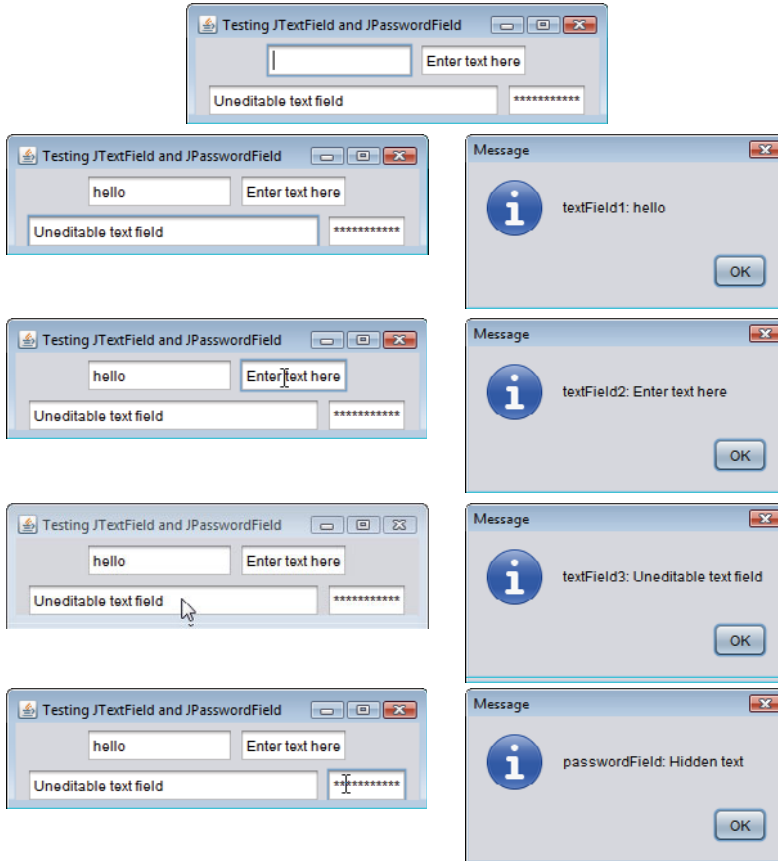 Testing JTextField and JPasswordField
Enter text here
Uneditable text field ***********
Testing JTextField and JPasswordField
hello Enter text here
Uneditable text field ***********
Message
textField1: hello
OK
Testing JTextField and JPasswordField
hello Enter text here
Uneditable text field ***********
Message
textField2: Enter text here
OK
Testing JTextField and JPasswordField
hello Enter text here
Uneditable text field ***********
Message
textField3: Uneditable text field
OK
Testing JTextField and JPasswordField
hello Enter text here
Uneditable text field ***********
Message
passwordField: Hidden text
OK